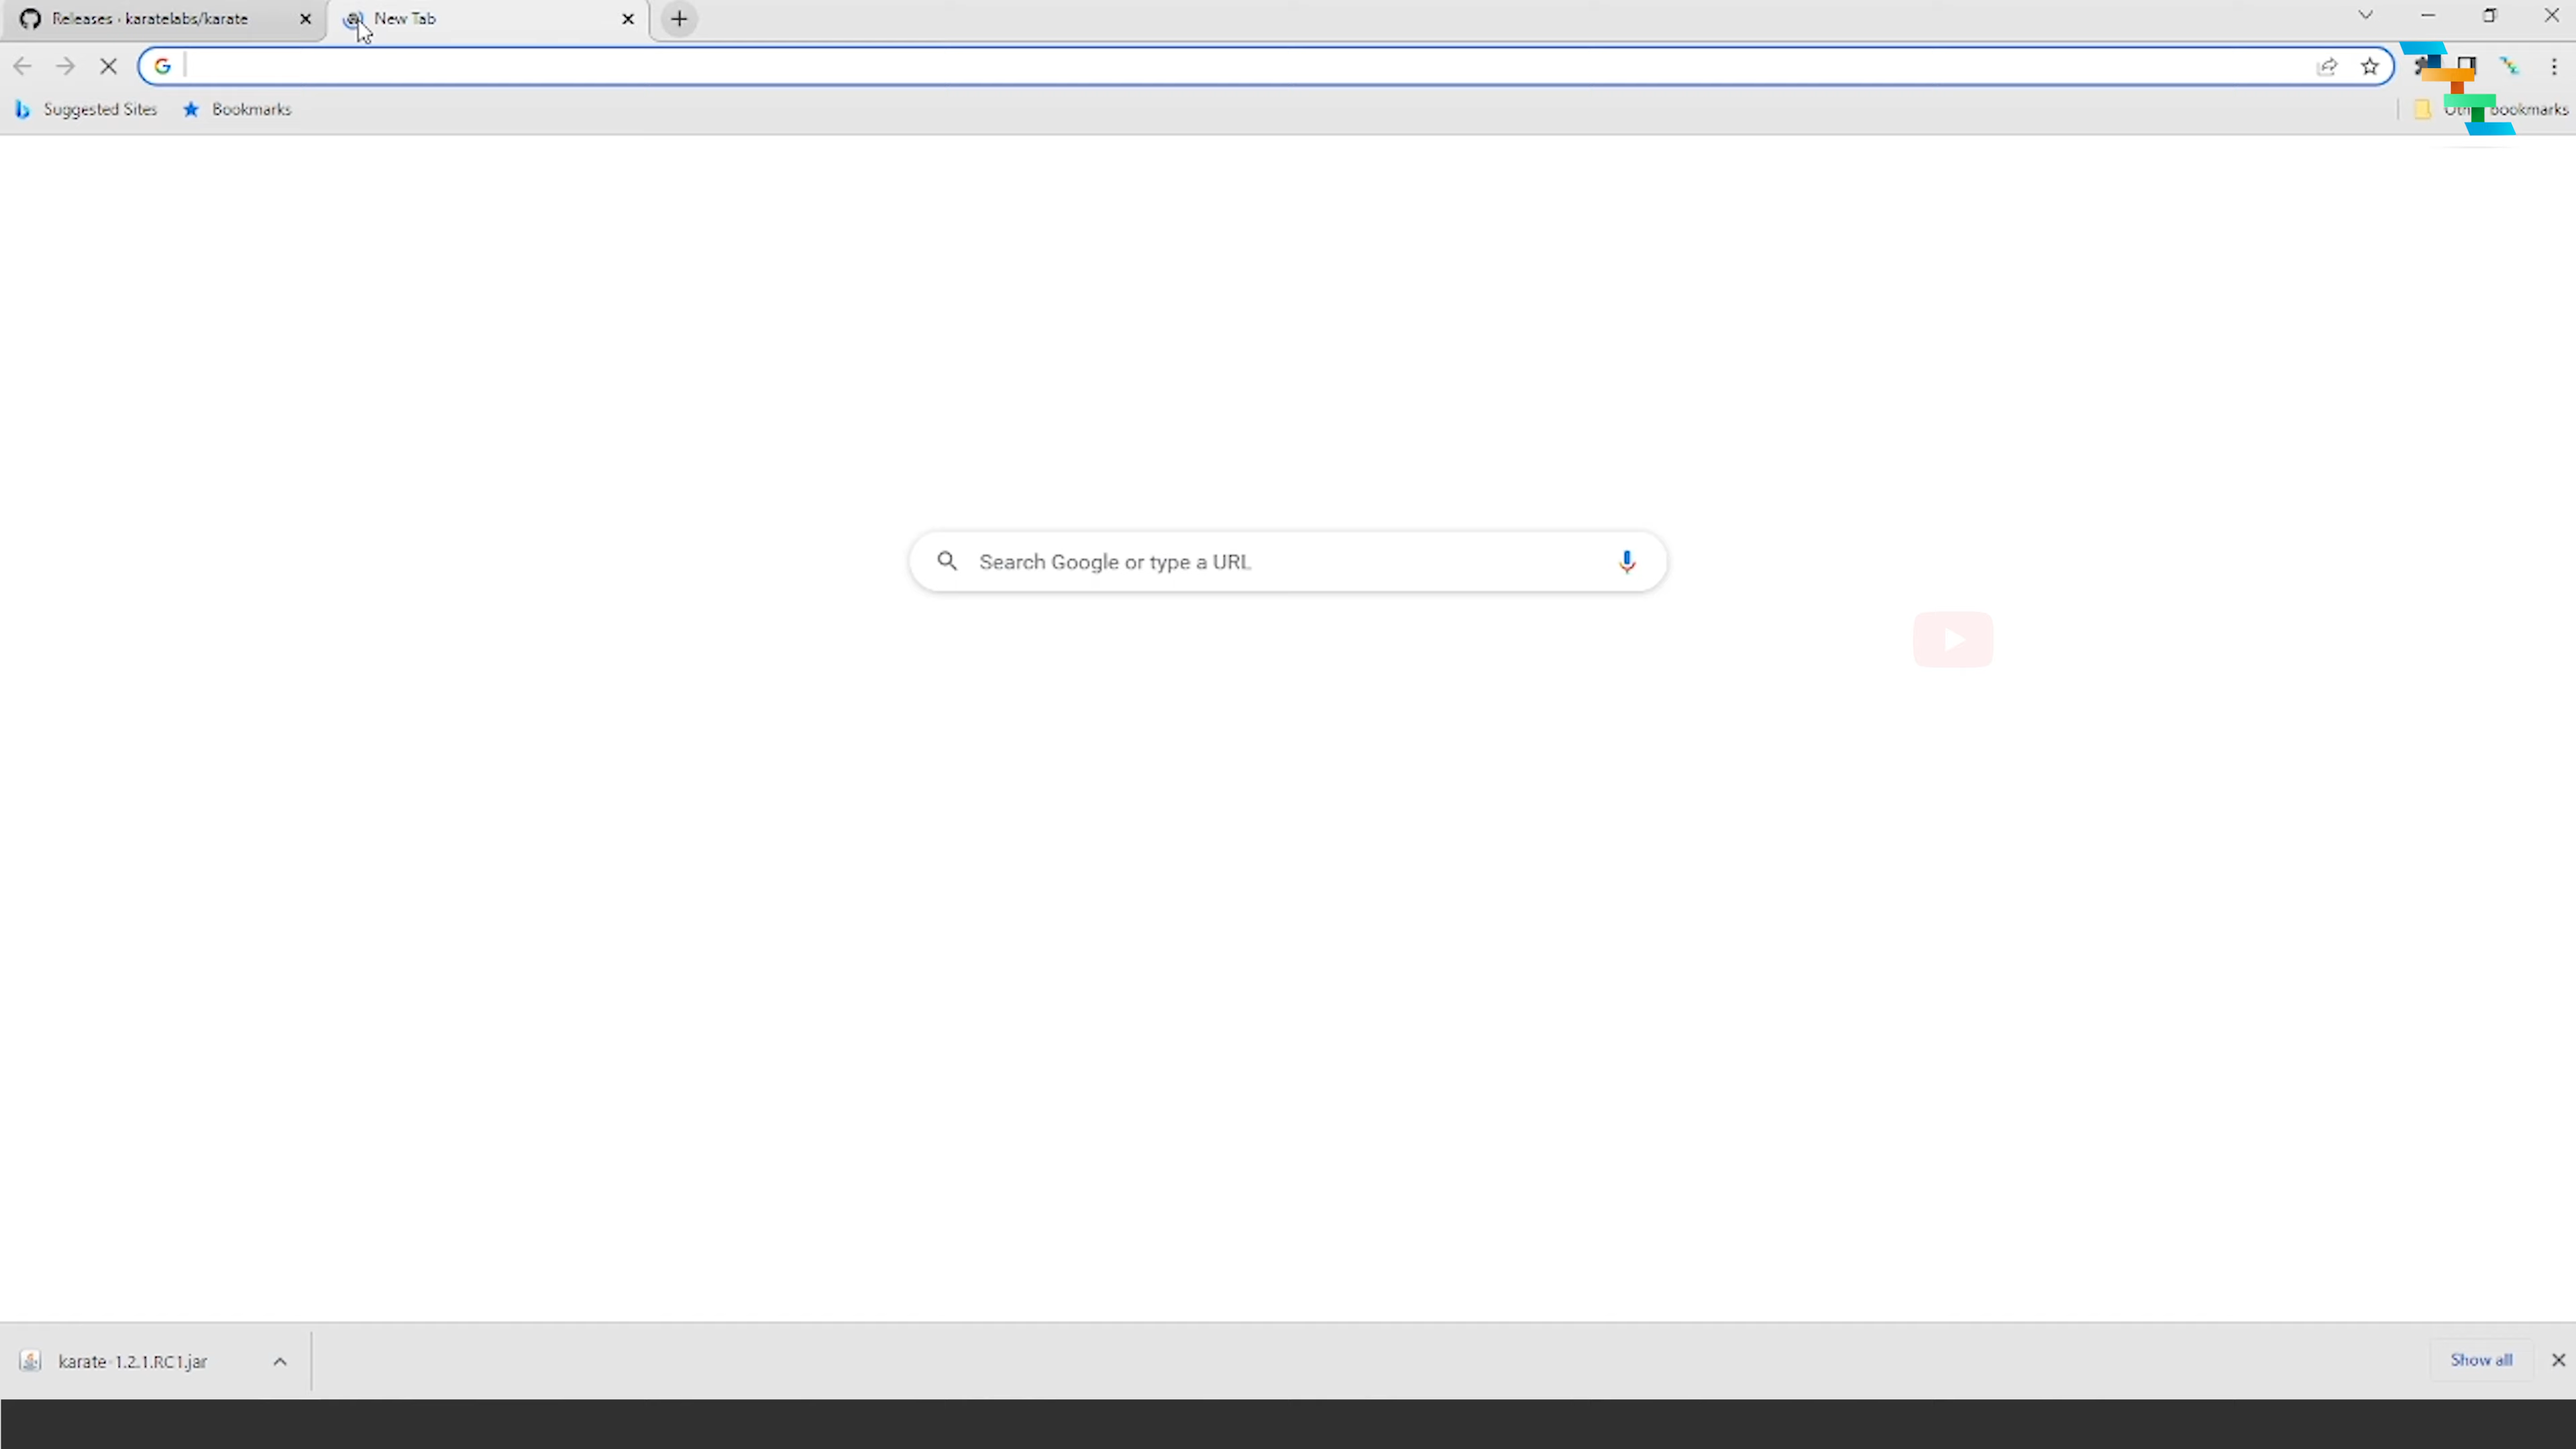 Releases · karatelabs/karate
New Tab
Suggested Sites
Bookmarks
bookmarks
Search Google or type a URL
karate-1.2.1.RC1.jar
Show all